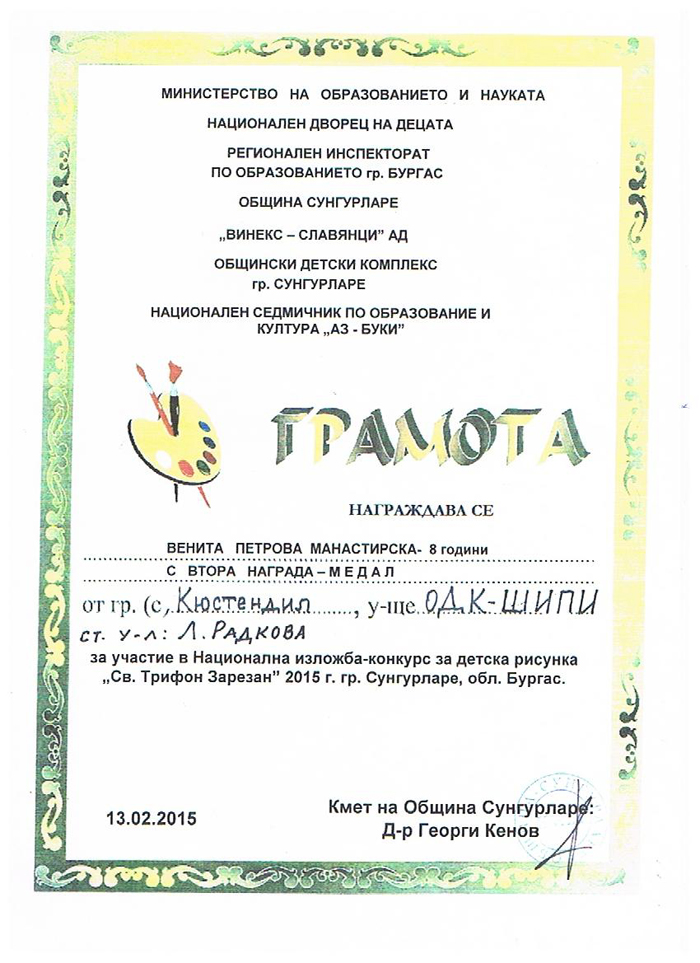 МИНИСТЕРСТВО НА ОБРАЗОВАНИЕТО И НАУКАТА
НАЦИОНАЛЕН ДВОРЕЦ НА ДЕЦАТА
РЕГИОНАЛЕН ИНСПЕКТОРАТ
ПО ОБРАЗОВАНИЕТО гр. БУРГАС
ОБЩИНА СУНГУРЛАРЕ
„ВИНЕКС – СЛАВЯНЦИ” АД
ОБЩИНСКИ ДЕТСКИ КОМПЛЕКС
гр. СУНГУРЛАРЕ
НАЦИОНАЛЕН СЕДМИЧНИК ПО ОБРАЗОВАНИЕ И
КУЛТУРА „АЗ - БУКИ”
ГРАМОТА
НАГРАЖДАВА СЕ
ВЕНИТА ПЕТРОВА МАНАСТИРСКА- 8 години
С ВТОРА НАГРАДА – М Е Д А Л
от гр. (с, Кюстендил, у-ще ОДК-ШИПИ
ст. у-л: Л. РАДКОВА
за участие в Национална изложба-конкурс за детска рисунка
„Св. Трифон Зарезан” 2015 г. гр. Сунгурларе, обл. Бургас.
13.02.2015
Кмет на Община Сунгурларе:
Д-р Георги Кенов